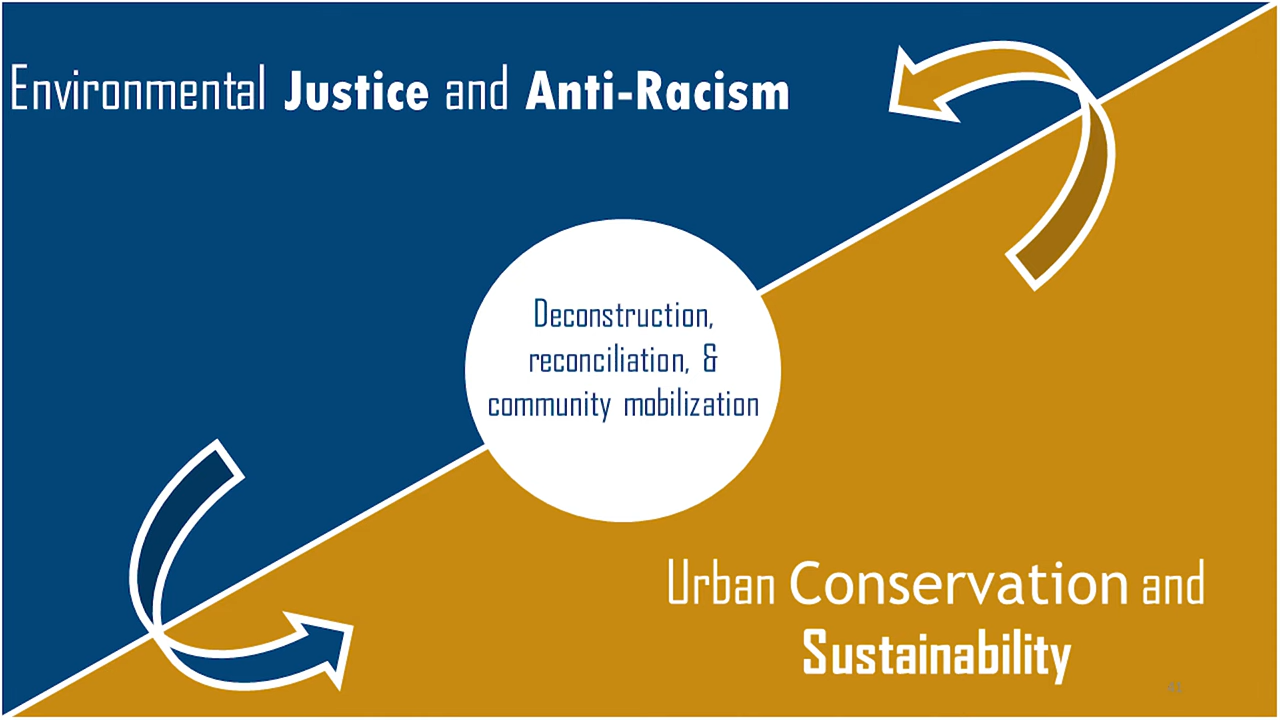 Environmental Justice and Anti-Racism
Deconstruction,
reconciliation, &
community mobilization
Urban Conservation and
Sustainability